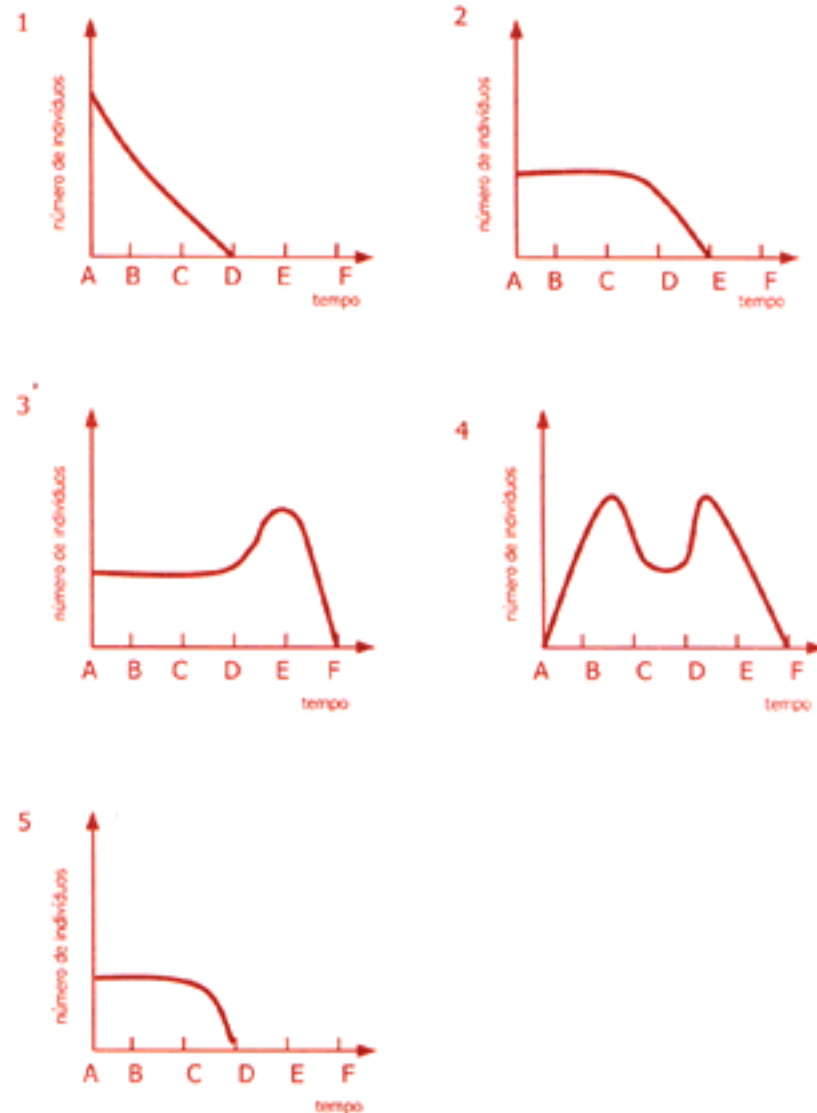 1
número de indivíduos
A B C D E F
tempo
2
número de indivíduos
A B C D E F
tempo
3
número de indivíduos
A B C D E F
tempo
4
número de indivíduos
A B C D E F
tempo
5
número de indivíduos
A B C D E F
tempo